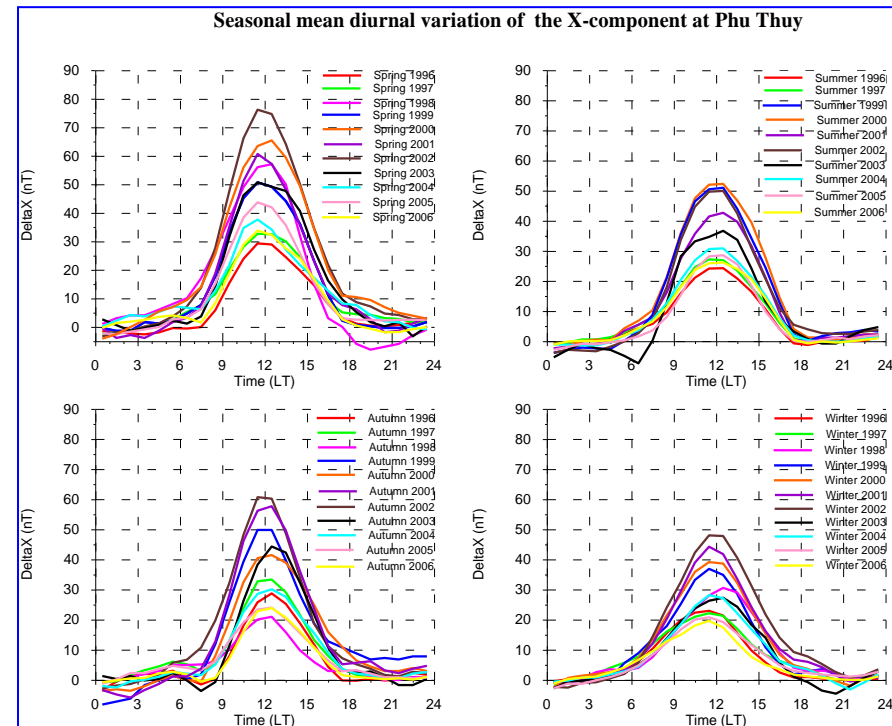 Seasonal mean diurnal variation of the X-component at Phu Thuy
90
80
70
60
50
40
30
20
10
0
DeltaX (nT)
Spring 1996
Spring 1997
Spring 1998
Spring 1999
Spring 2000
Spring 2001
Spring 2002
Spring 2003
Spring 2004
Spring 2005
Spring 2006
0 3 6 9 12 15 18 21 24
Time (LT)
90
80
70
60
50
40
30
20
10
0
DeltaX (nT)
Summer 1996
Summer 1997
Summer 1999
Summer 2000
Summer 2001
Summer 2002
Summer 2003
Summer 2004
Summer 2005
Summer 2006
0 3 6 9 12 15 18 21 24
Time (LT)
90
80
70
60
50
40
30
20
10
0
DeltaX (nT)
Autumn 1996
Autumn 1997
Autumn 1998
Autumn 1999
Autumn 2000
Autumn 2001
Autumn 2002
Autumn 2003
Autumn 2004
Autumn 2005
Autumn 2006
0 3 6 9 12 15 18 21 24
Time (LT)
90
80
70
60
50
40
30
20
10
0
DeltaX (nT)
Winter 1996
Winter 1997
Winter 1998
Winter 1999
Winter 2000
Winter 2001
Winter 2002
Winter 2003
Winter 2004
Winter 2005
Winter 2006
0 3 6 9 12 15 18 21 24
Time (LT)